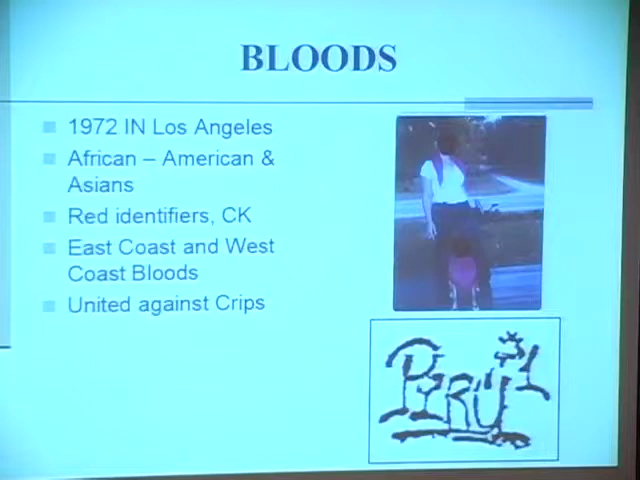 BLOODS
1972 IN Los Angeles
African – American &
Asians
Red identifiers, CK
East Coast and West
Coast Bloods
United against Crips
PIRU